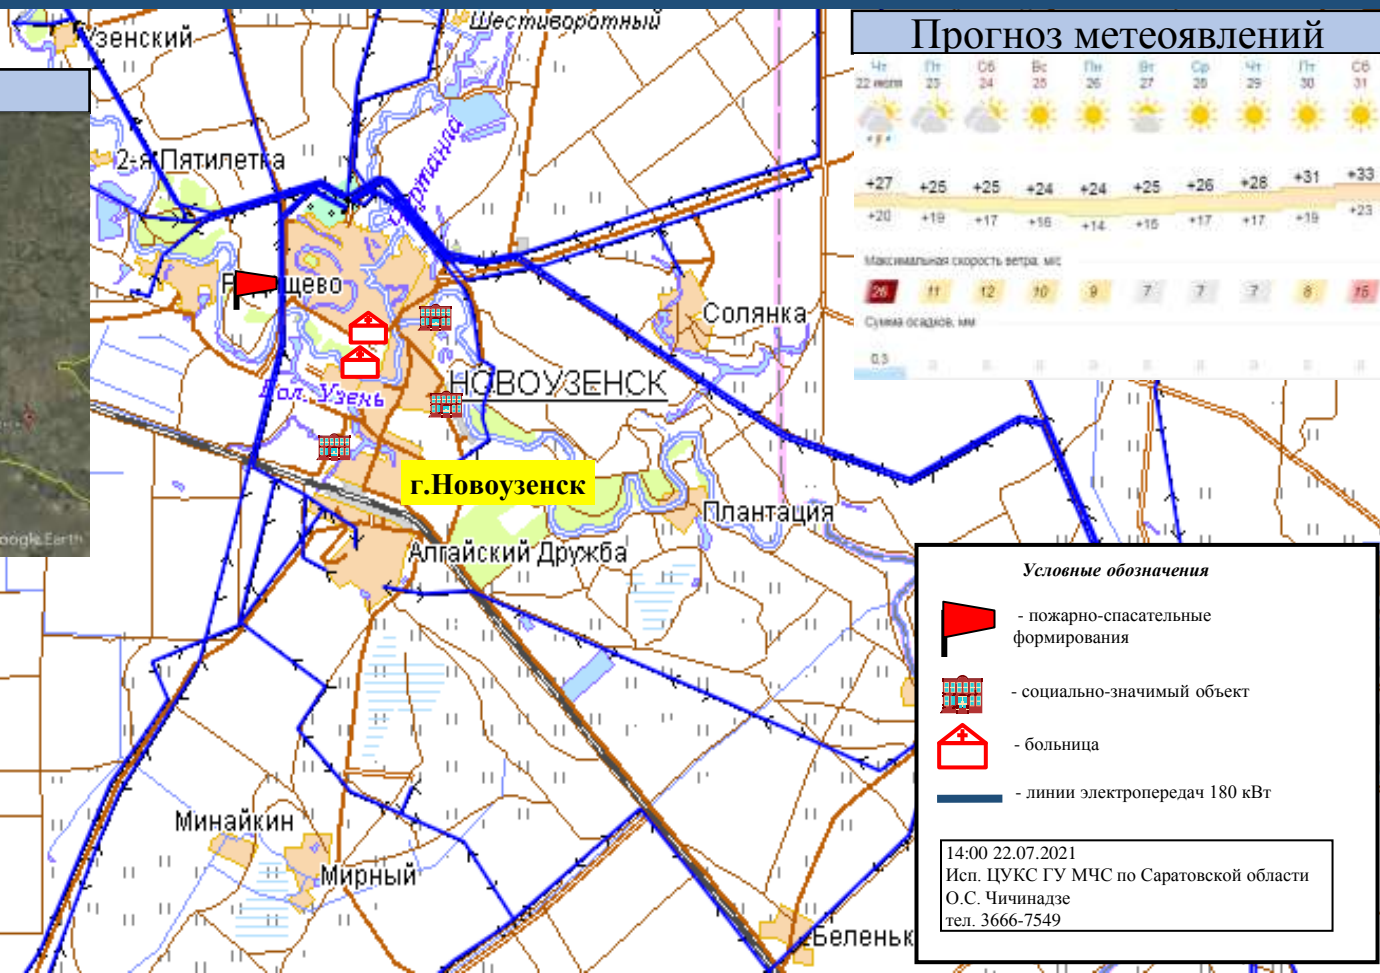 Прогноз метеоявлений
Чт Пт Сб Вс Пн Вт Ср Чт Пт Сб
22 июля 23 24 25 26 27 28 29 30 31
+27 +25 +25 +24 +24 +25 +26 +28 +31 +33
+20 +19 +17 +16 +14 +15 +17 +17 +19 +23
Максимальная скорость ветра, м/с
26 11 12 10 9 7 7 7 8 15
Сумма осадков, мм
0,3
Узенский
Шестиворотный
2-я Пятилетка
щево
Солянка
НОВОУЗЕНСК
Бол. Узень
г.Новоузенск
Плантация
Алгайский Дружба
Минайкин
Мирный
Беленьк
oogle Earth
Условные обозначения
- пожарно-спасательные
формирования
- социально-значимый объект
- больница
- линии электропередач 180 кВт
14:00 22.07.2021
Исп. ЦУКС ГУ МЧС по Саратовской области
О.С. Чичинадзе
тел. 3666-7549